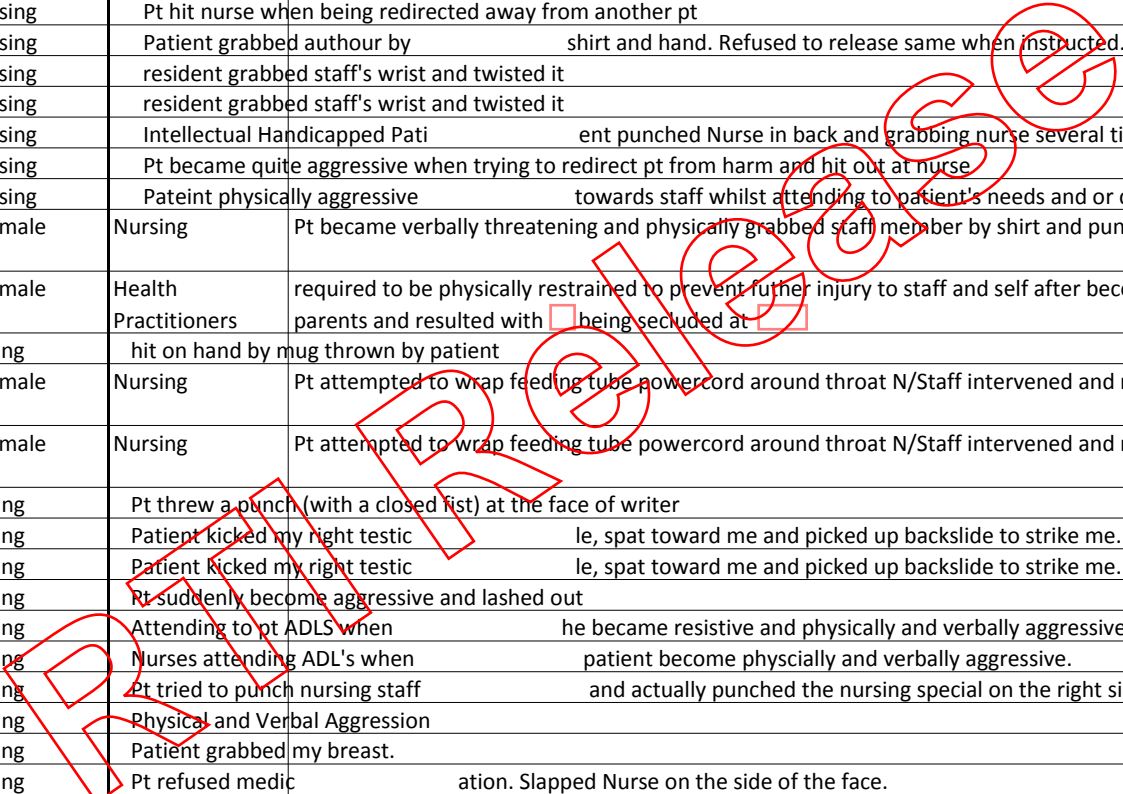 sing Pt hit nurse when being redirected away from another pt
sing Patient grabbed authour by shirt and hand. Refused to release same when instructed.
sing resident grabbed staff's wrist and twisted it
sing resident grabbed staff's wrist and twisted it
sing Intellectual Handicapped Pati ent punched Nurse in back and grabbing nurse several ti
sing Pt became quite aggressive when trying to redirect pt from harm and hit out at nurse
sing Pateint physically aggressive towards staff whilst attending to patient's needs and or
male Nursing Pt became verbally threatening and physically grabbed staff member by shirt and pun
male Health required to be physically restrained to prevent futher injury to staff and self after beco
Practitioners parents and resulted with being secluded at
ng hit on hand by mug thrown by patient
male Nursing Pt attempted to wrap feeding tube powercord around throat N/Staff intervened and
male Nursing Pt attempted to wrap feeding tube powercord around throat N/Staff intervened and
ng Pt threw a punch (with a closed fist) at the face of writer
ng Patient kicked my right testic le, spat toward me and picked up backslide to strike me.
ng Patient kicked my right testic le, spat toward me and picked up backslide to strike me.
ng Pt suddenly become aggressive and lashed out
ng Attending to pt ADLS when he became resistive and physically and verbally aggressive
ng Nurses attending ADL's when patient become physcially and verbally aggressive.
ng Pt tried to punch nursing staff and actually punched the nursing special on the right si
ng Physical and Verbal Aggression
ng Patient grabbed my breast.
ng Pt refused medic ation. Slapped Nurse on the side of the face.
RTI Release